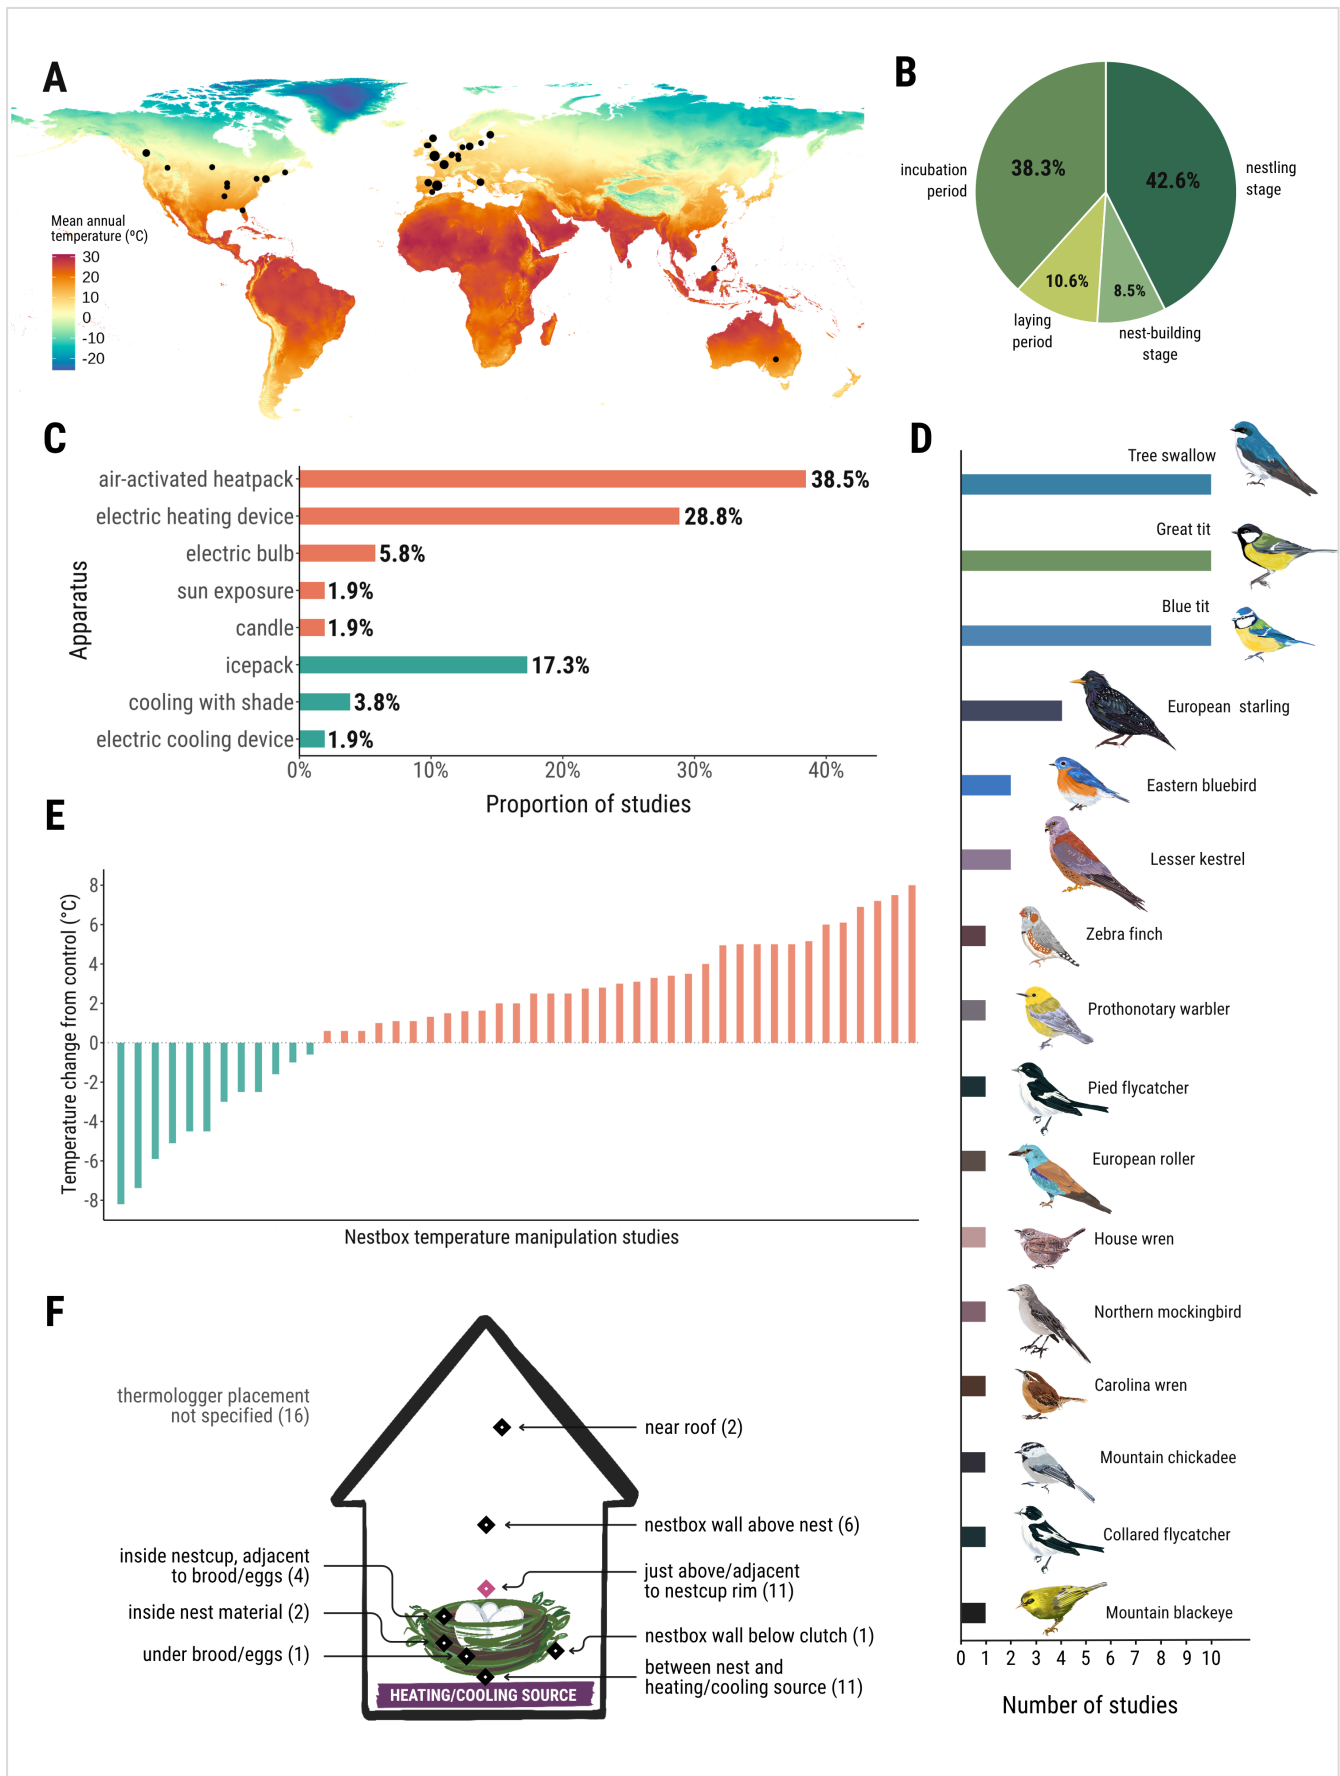 A
Mean annual
temperature (ºC)
30
20
10
0
-10
-20
B
incubation
period
38.3%
42.6%
nestling
stage
10.6%
8.5%
laying
period
nest-building
stage
C
Apparatus
air-activated heatpack
38.5%
electric heating device
28.8%
electric bulb
5.8%
sun exposure
1.9%
candle
1.9%
icepack
17.3%
cooling with shade
3.8%
electric cooling device
1.9%
0%
10%
20%
30%
40%
Proportion of studies
D
Tree swallow
Great tit
Blue tit
European starling
Eastern bluebird
Lesser kestrel
Zebra finch
Prothonotary warbler
Pied flycatcher
European roller
House wren
Northern mockingbird
Carolina wren
Mountain chickadee
Collared flycatcher
Mountain blackeye
0 1 2 3 4 5 6 7 8 9 10
Number of studies
E
Temperature change from control (°C)
8
6
4
2
0
-2
-4
-6
-8
Nestbox temperature manipulation studies
F
thermologger placement
not specified (16)
near roof (2)
nestbox wall above nest (6)
inside nestcup, adjacent
to brood/eggs (4)
just above/adjacent
to nestcup rim (11)
inside nest material (2)
nestbox wall below clutch (1)
under brood/eggs (1)
between nest and
heating/cooling source (11)
HEATING/COOLING SOURCE